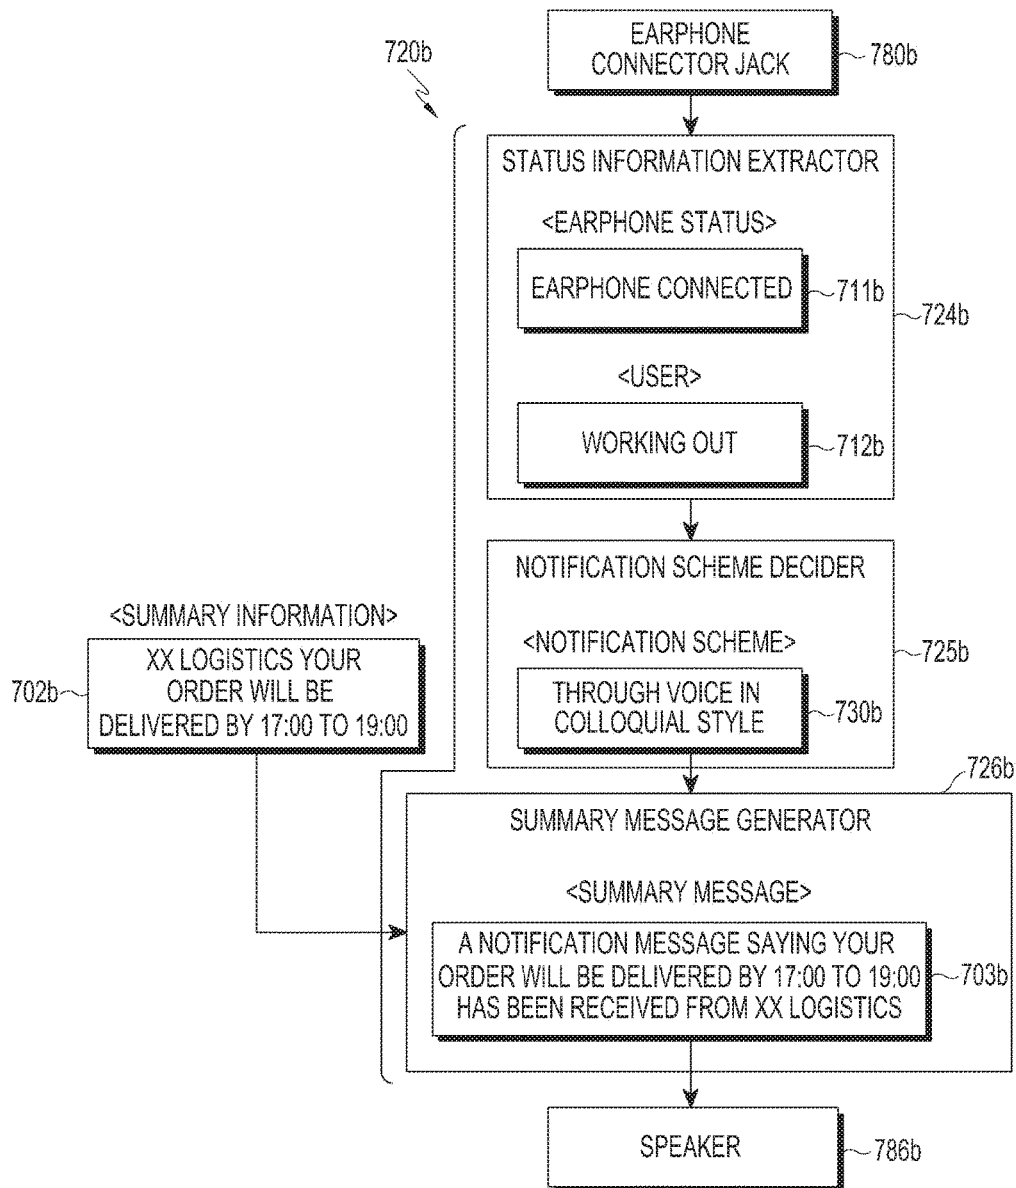 720b
EARPHONE
CONNECTOR JACK
780b
STATUS INFORMATION EXTRACTOR
<EARPHONE STATUS>
EARPHONE CONNECTED
711b
724b
<USER>
WORKING OUT
712b
NOTIFICATION SCHEME DECIDER
<NOTIFICATION SCHEME>
THROUGH VOICE IN
COLLOQUIAL STYLE
730b
725b
<SUMMARY INFORMATION>
XX LOGISTICS YOUR
ORDER WILL BE
DELIVERED BY 17:00 TO 19:00
702b
726b
SUMMARY MESSAGE GENERATOR
<SUMMARY MESSAGE>
A NOTIFICATION MESSAGE SAYING YOUR
ORDER WILL BE DELIVERED BY 17:00 TO 19:00
HAS BEEN RECEIVED FROM XX LOGISTICS
703b
SPEAKER
786b